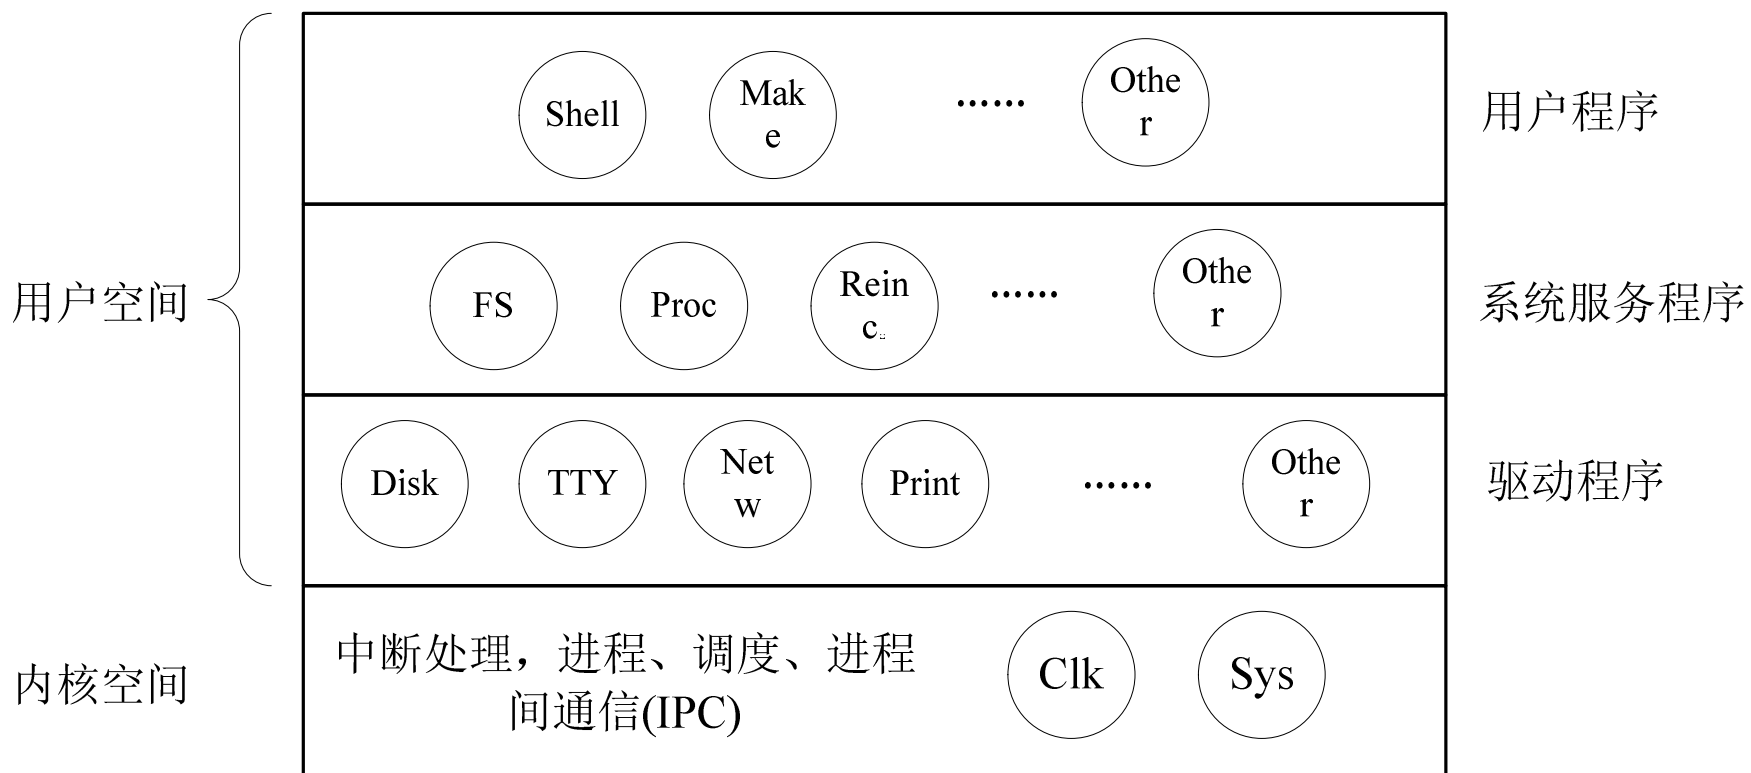 Shell
Mak
e
......
Othe
r
用户程序
用户空间
FS
Proc
Rein
c
......
Othe
r
系统服务程序
Disk
TTY
Net
w
Print
......
Othe
r
驱动程序
内核空间
中断处理，进程、调度、进程
间通信(IPC)
Clk
Sys